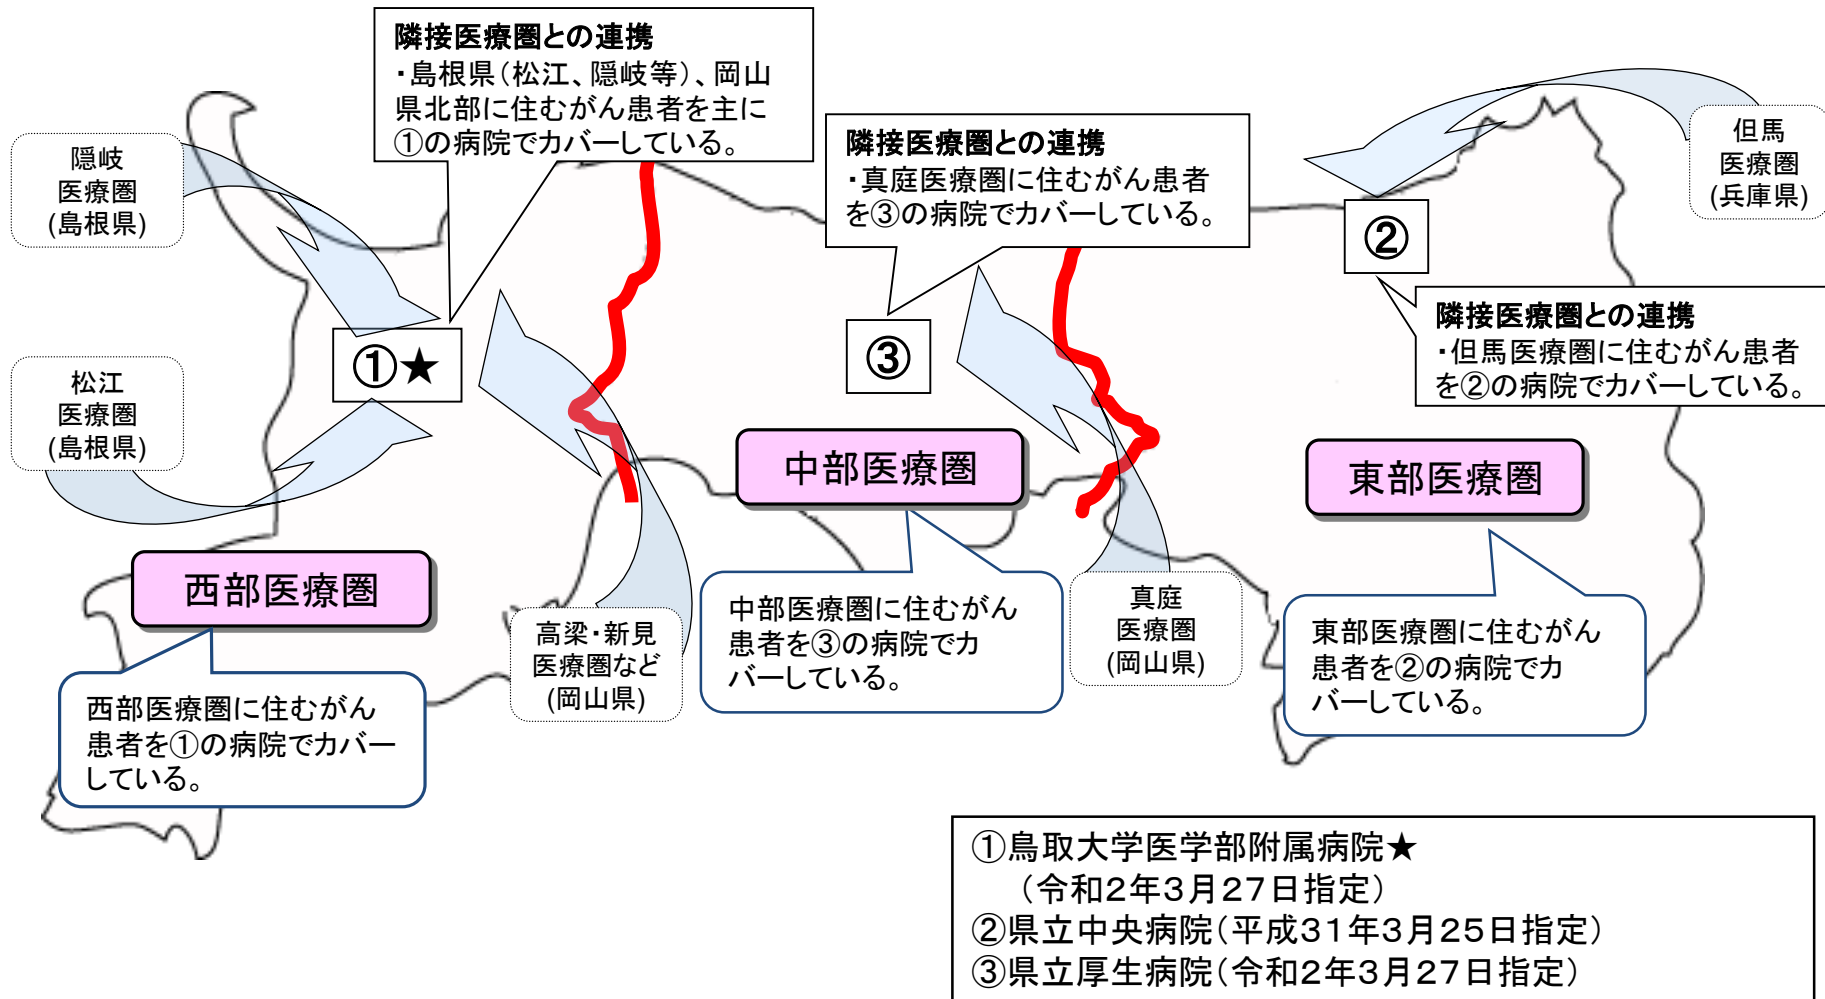 隣接医療圏との連携
・島根県(松江、隠岐等)、岡山
県北部に住むがん患者を主に
①の病院でカバーしている。
隣接医療圏との連携
・真庭医療圏に住むがん患者
を③の病院でカバーしている。
但馬
医療圏
(兵庫県)
隠岐
医療圏
(島根県)
②
隣接医療圏との連携
・但馬医療圏に住むがん患者
を②の病院でカバーしている。
①★
③
松江
医療圏
(島根県)
中部医療圏
東部医療圏
西部医療圏
中部医療圏に住むがん
患者を③の病院でカ
バーしている。
真庭
医療圏
(岡山県)
東部医療圏に住むがん
患者を②の病院でカ
バーしている。
高梁・新見
医療圏など
(岡山県)
西部医療圏に住むがん
患者を①の病院でカバー
している。
①鳥取大学医学部附属病院★
(令和2年3月27日指定)
②県立中央病院(平成31年3月25日指定)
③県立厚生病院(令和2年3月27日指定)